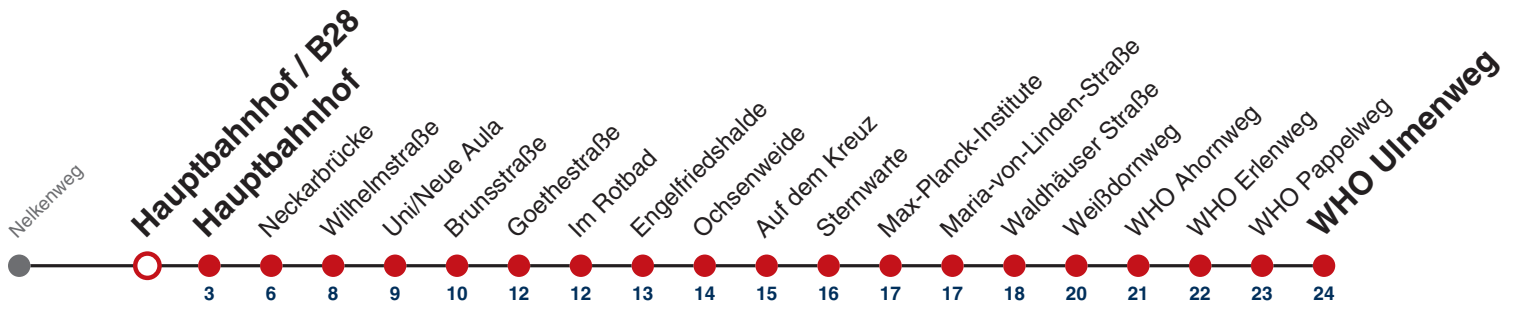 Nelkenweg
Hauptbahnhof / B28
Hauptbahnhof
Neckarbrücke
Wilhelmstraße
Uni/Neue Aula
Brunsstraße
Goethestraße
Im Rotbad
Engelfriedshalde
Ochsenweide
Auf dem Kreuz
Sternwarte
Max-Planck-Institute
Maria-von-Linden-Straße
Waldhäuser Straße
Weißdornweg
WHO Ahornweg
WHO Erlenweg
WHO Pappelweg
WHO Ulmenweg
3 6 8 9 10 12 12 13 14 15 16 17 17 18 20 21 22 23 24